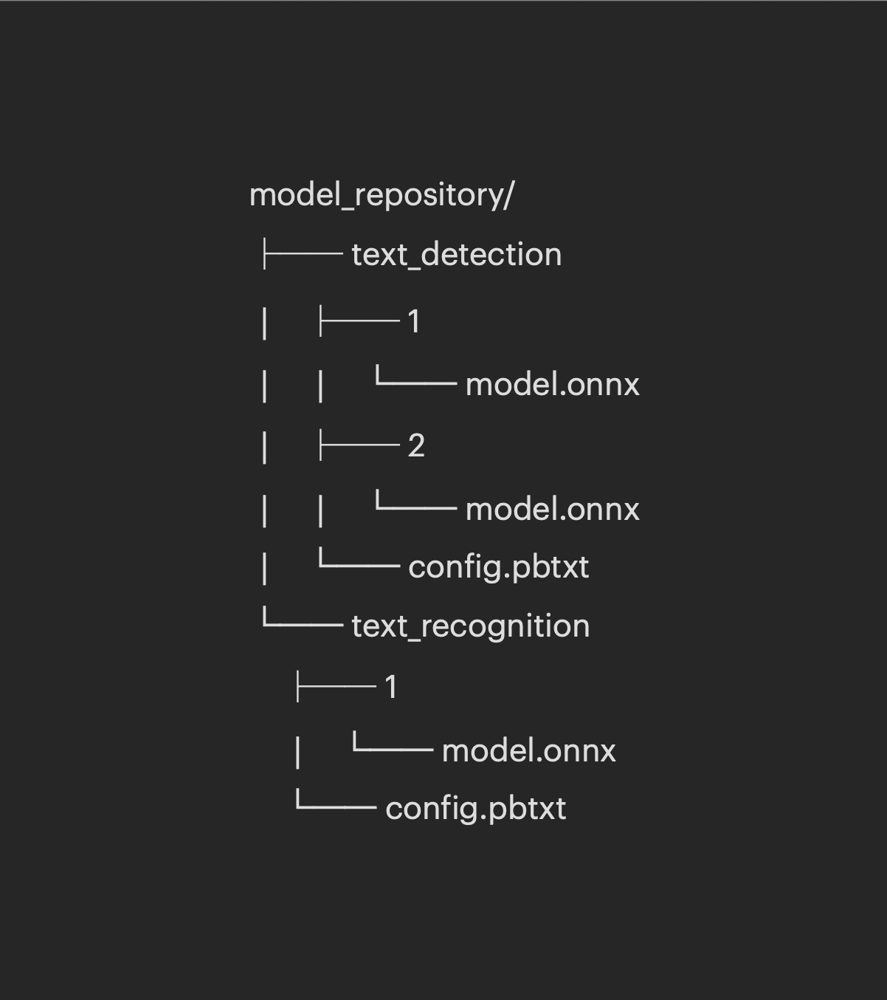 model_repository/
├── text_detection
│   ├── 1
│   │   └── model.onnx
│   ├── 2
│   │   └── model.onnx
│   └── config.pbtxt
└── text_recognition
    ├── 1
    │   └── model.onnx
    └── config.pbtxt